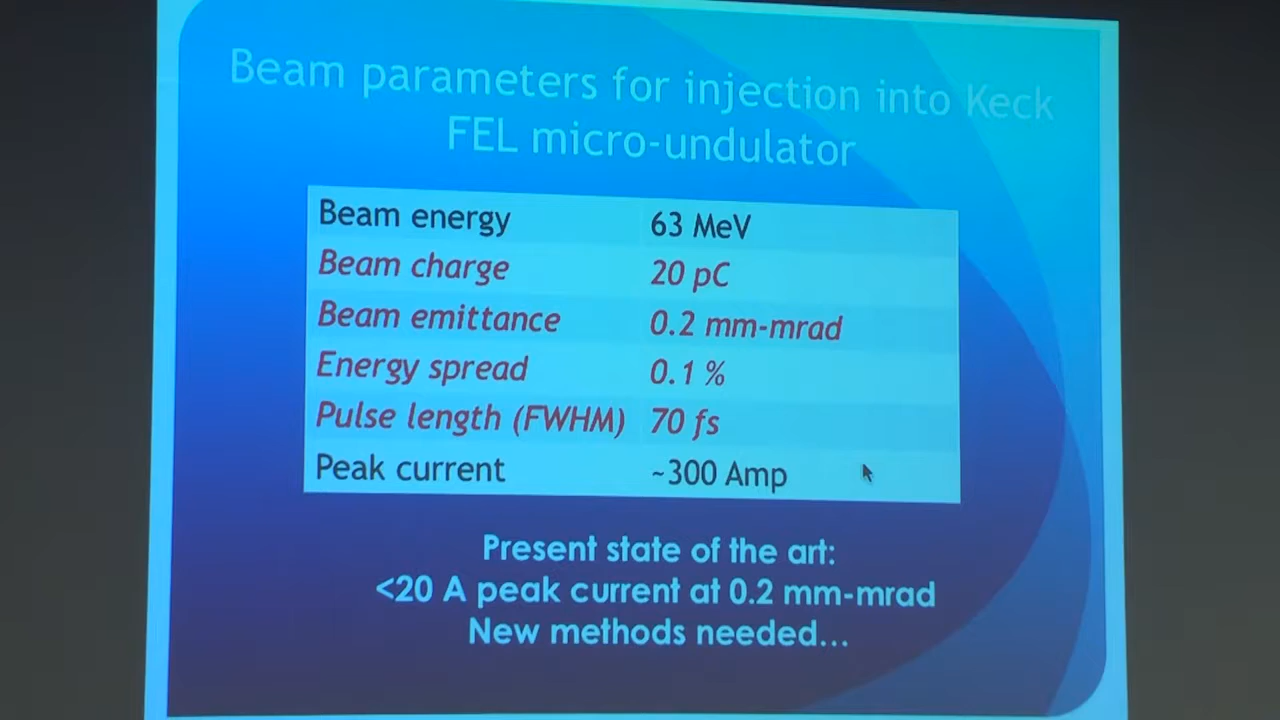 Beam parameters for injection into Keck
FEL micro-undulator
Beam energy 63 MeV
Beam charge 20 pC
Beam emittance 0.2 mm-mrad
Energy spread 0.1 %
Pulse length (FWHM) 70 fs
Peak current ~300 Amp
Present state of the art:
<20 A peak current at 0.2 mm-mrad
New methods needed...